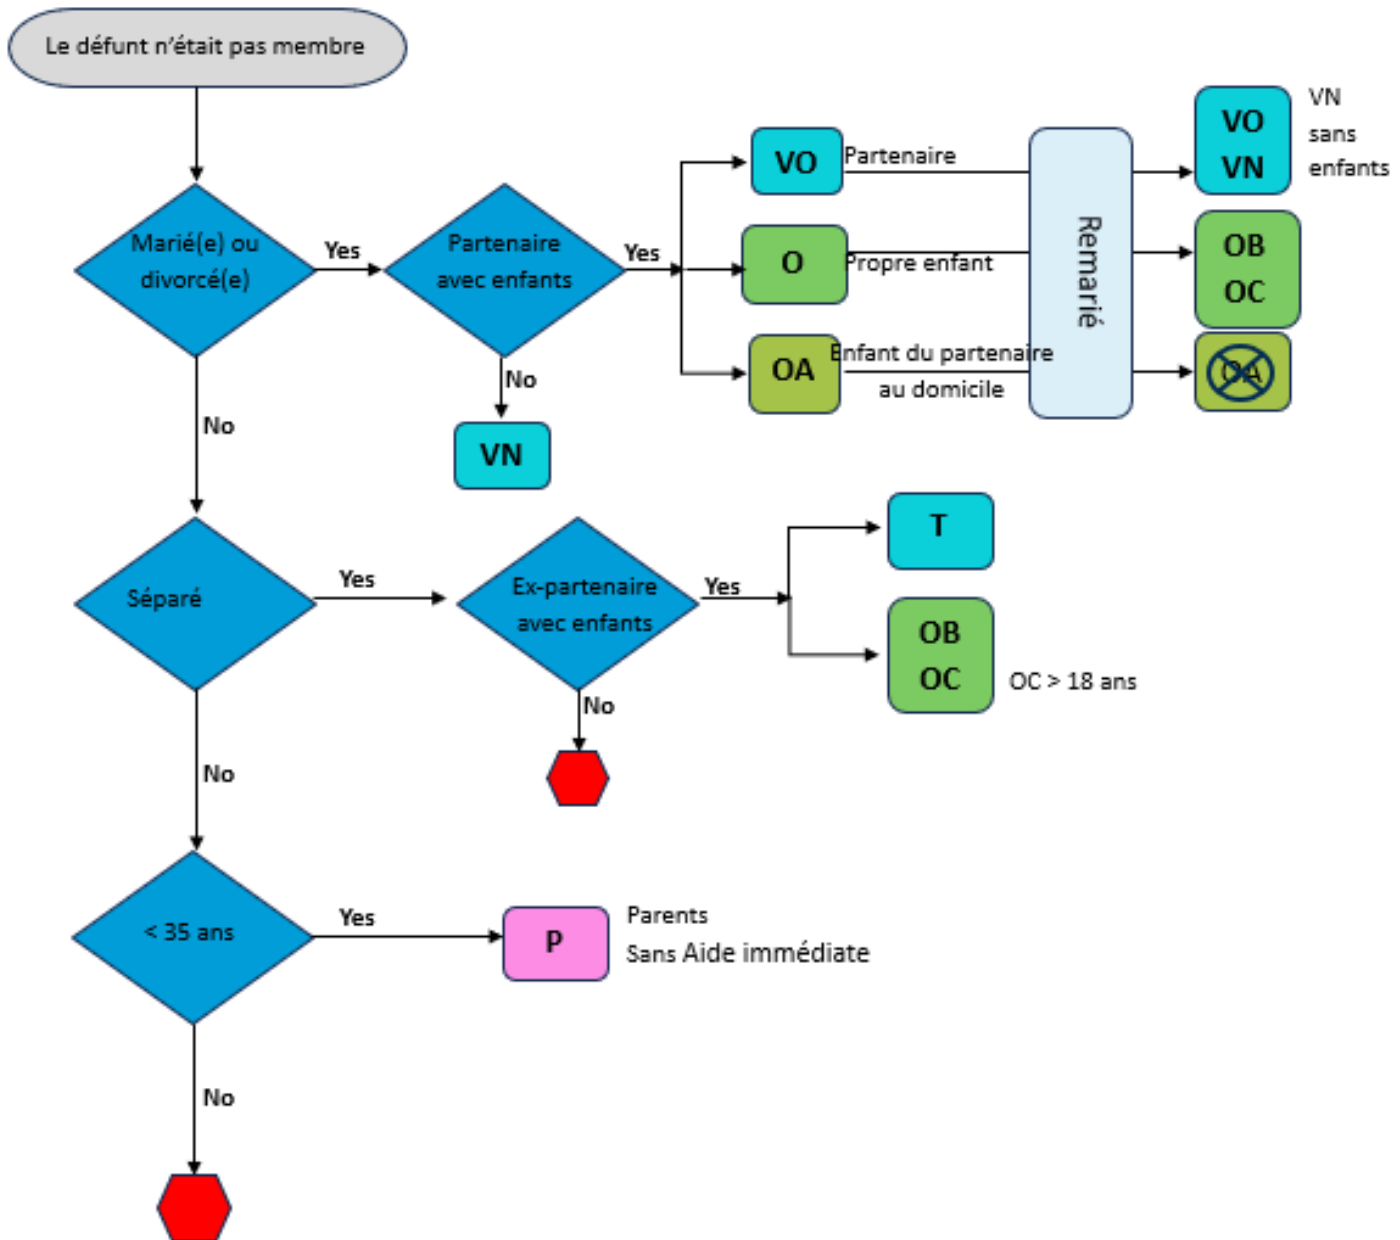 Le défunt n'était pas membre
Marié(e) ou
divorcé(e)
Yes
Partenaire
avec enfants
Yes
VO
Partenaire
O
Propre enfant
OA
Enfant du partenaire
au domicile
Remarié
VO
VN
VN
sans
enfants
OB
OC
OA
No
VN
No
Séparé
Yes
Ex-partenaire
avec enfants
Yes
T
OB
OC
OC > 18 ans
No
No
< 35 ans
Yes
P
Parents
Sans Aide immédiate
No